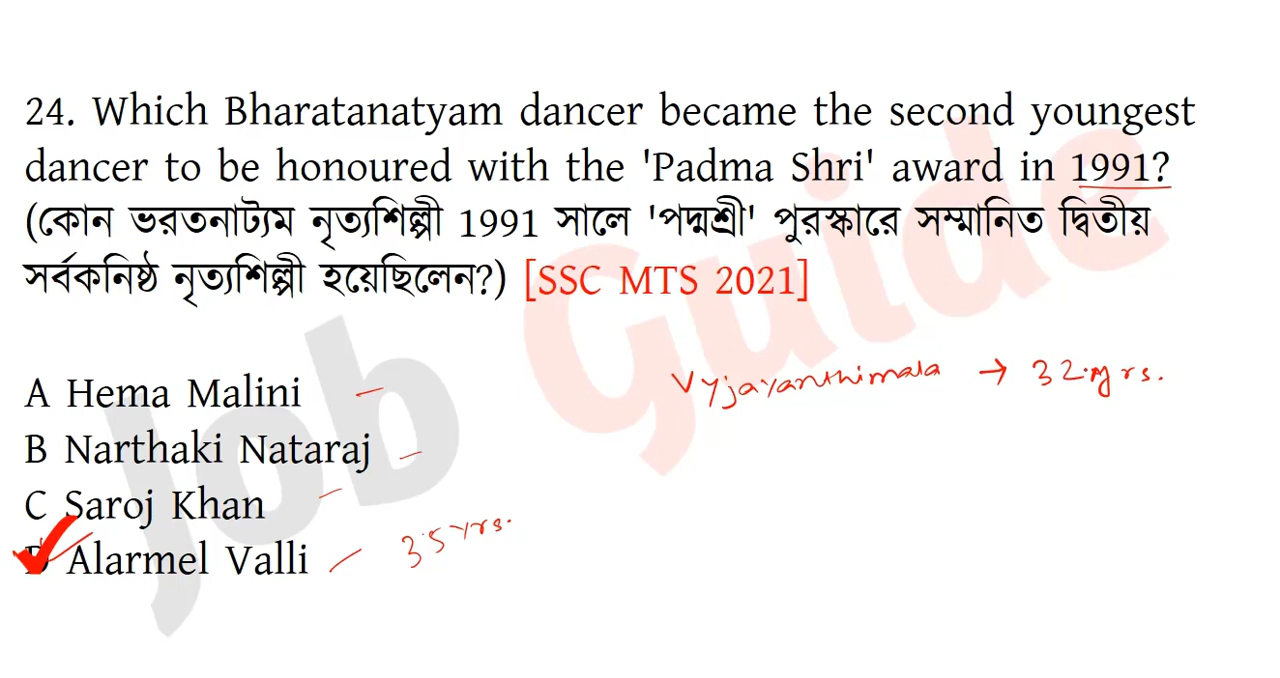 24. Which Bharatanatyam dancer became the second youngest
dancer to be honoured with the 'Padma Shri' award in 1991?
(কোন ভরতনাট্যম নৃত্যশিল্পী 1991 সালে 'পদ্মশ্রী' পুরস্কারে সম্মানিত দ্বিতীয়
সর্বকনিষ্ঠ নৃত্যশিল্পী হয়েছিলেন?) [SSC MTS 2021]
A Hema Malini
Vyjayanthimala → 32 yrs.
B Narthaki Nataraj
C Saroj Khan
D Alarmel Valli
35 yrs.
Job Guide